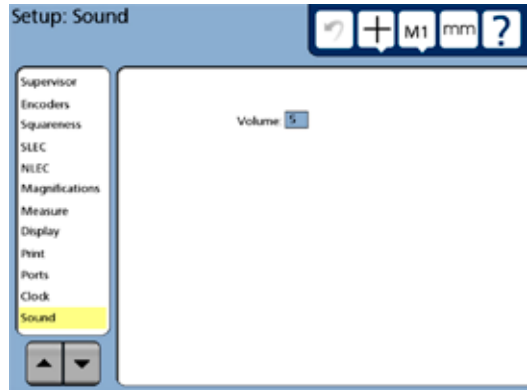 Setup: Sound
M1 mm ?
Supervisor
Encoders
Squareness
SLEC
NLEC
Magnifications
Measure
Display
Print
Ports
Clock
Sound
Volume: 5